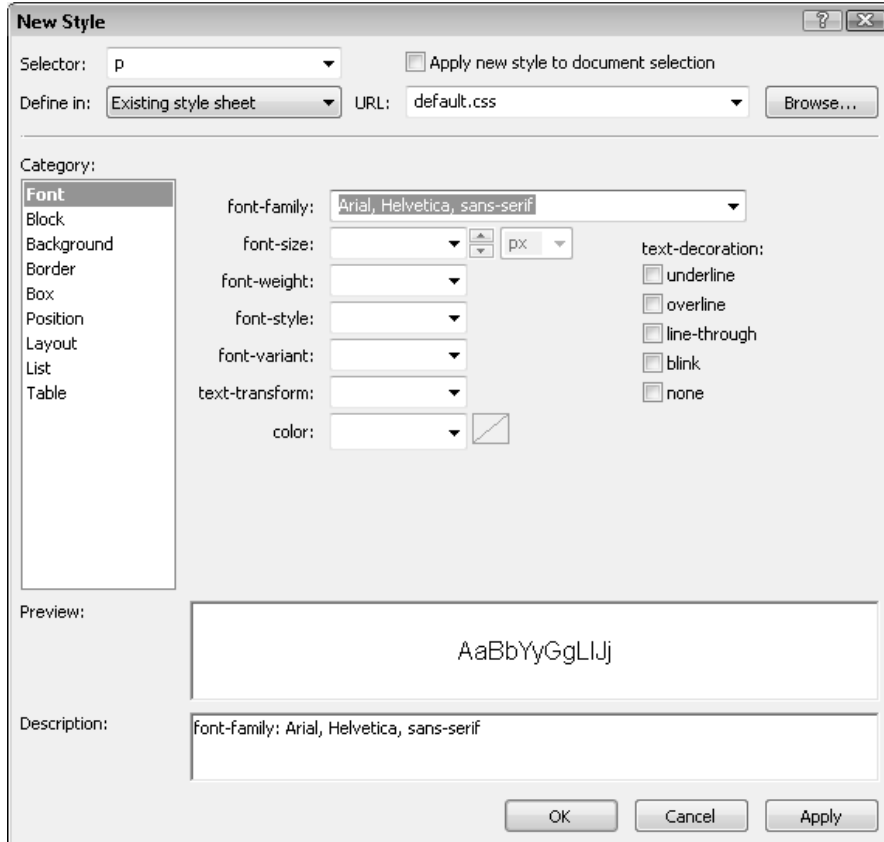 New Style
Selector: p Apply new style to document selection
Define in: Existing style sheet URL: default.css Browse...
Category:
Font
Block
Background
Border
Box
Position
Layout
List
Table
font-family: Arial, Helvetica, sans-serif
font-size: px
font-weight:
font-style:
font-variant:
text-transform:
color:
text-decoration:
underline
overline
line-through
blink
none
Preview:
AaBbYyGgLlJj
Description:
font-family: Arial, Helvetica, sans-serif
OK Cancel Apply